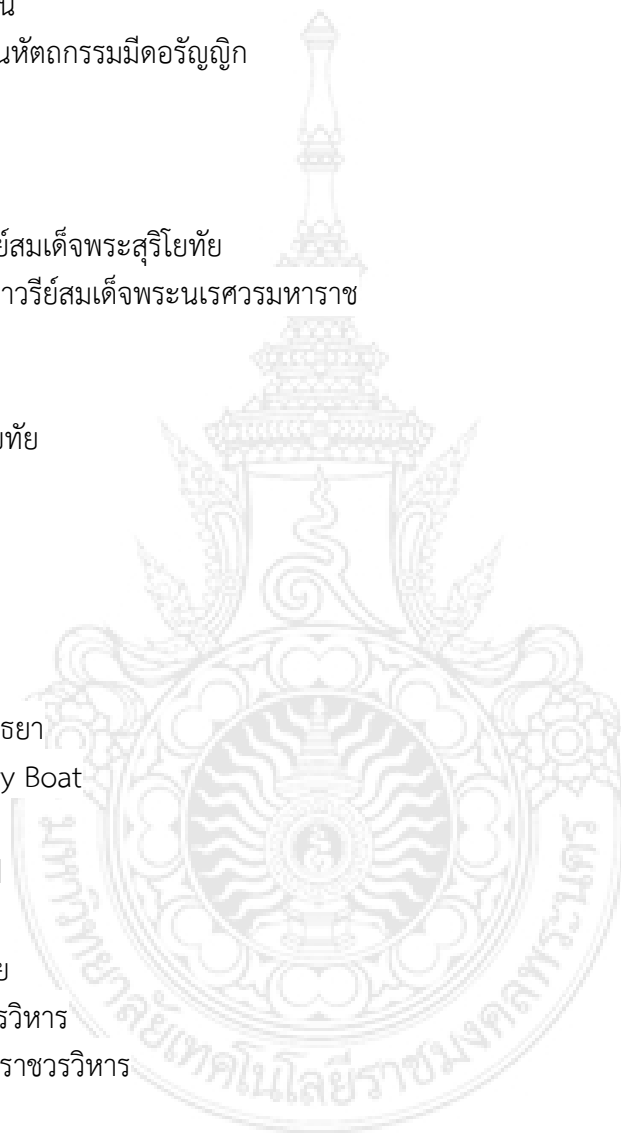 น
นหัตถกรรมมีดอรัญญิก
ย์สมเด็จพระสุริโยทัย
าวรีย์สมเด็จพระนเรศวรมหาราช
ยทัย
ธยา
y Boat
ย
รวิหาร
ราชวรวิหาร
มหาวิทยาลัยเทคโนโลยีราชมงคลพระนคร